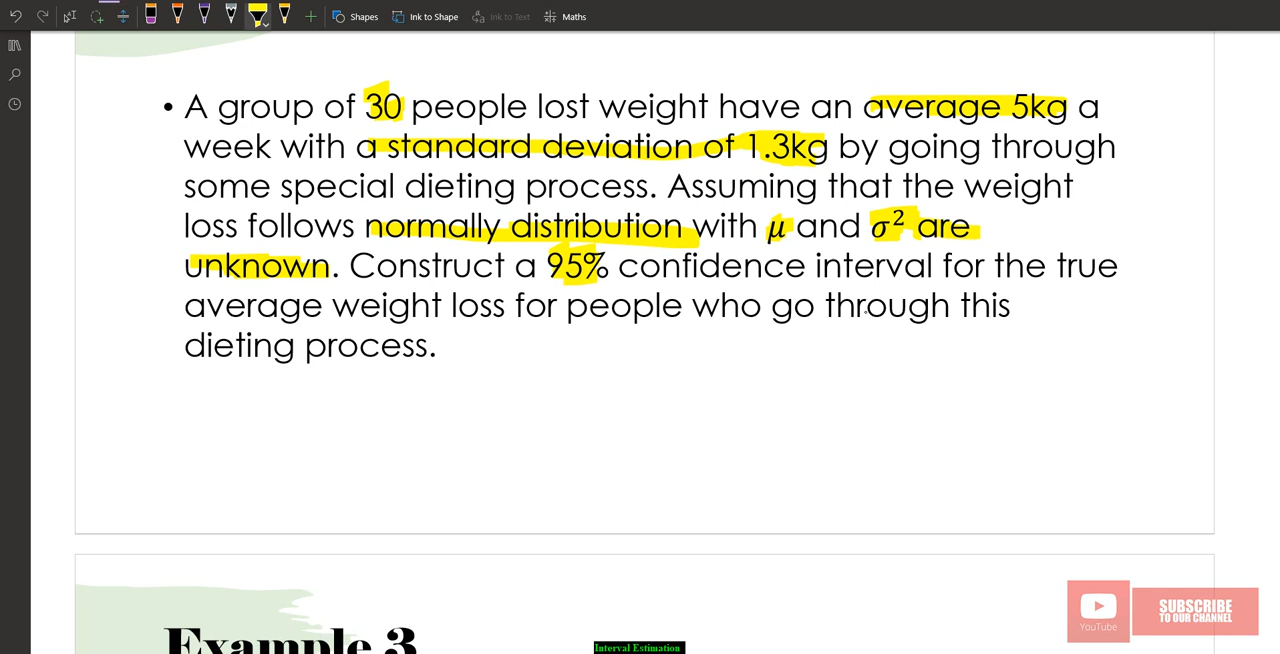 Shapes Ink to Shape Ink to Text Maths
• A group of 30 people lost weight have an average 5kg a
week with a standard deviation of 1.3kg by going through
some special dieting process. Assuming that the weight
loss follows normally distribution with μ and σ² are
unknown. Construct a 95% confidence interval for the true
average weight loss for people who go through this
dieting process.
Example 3
Interval Estimation
YouTube
SUBSCRIBE
TO OUR CHANNEL